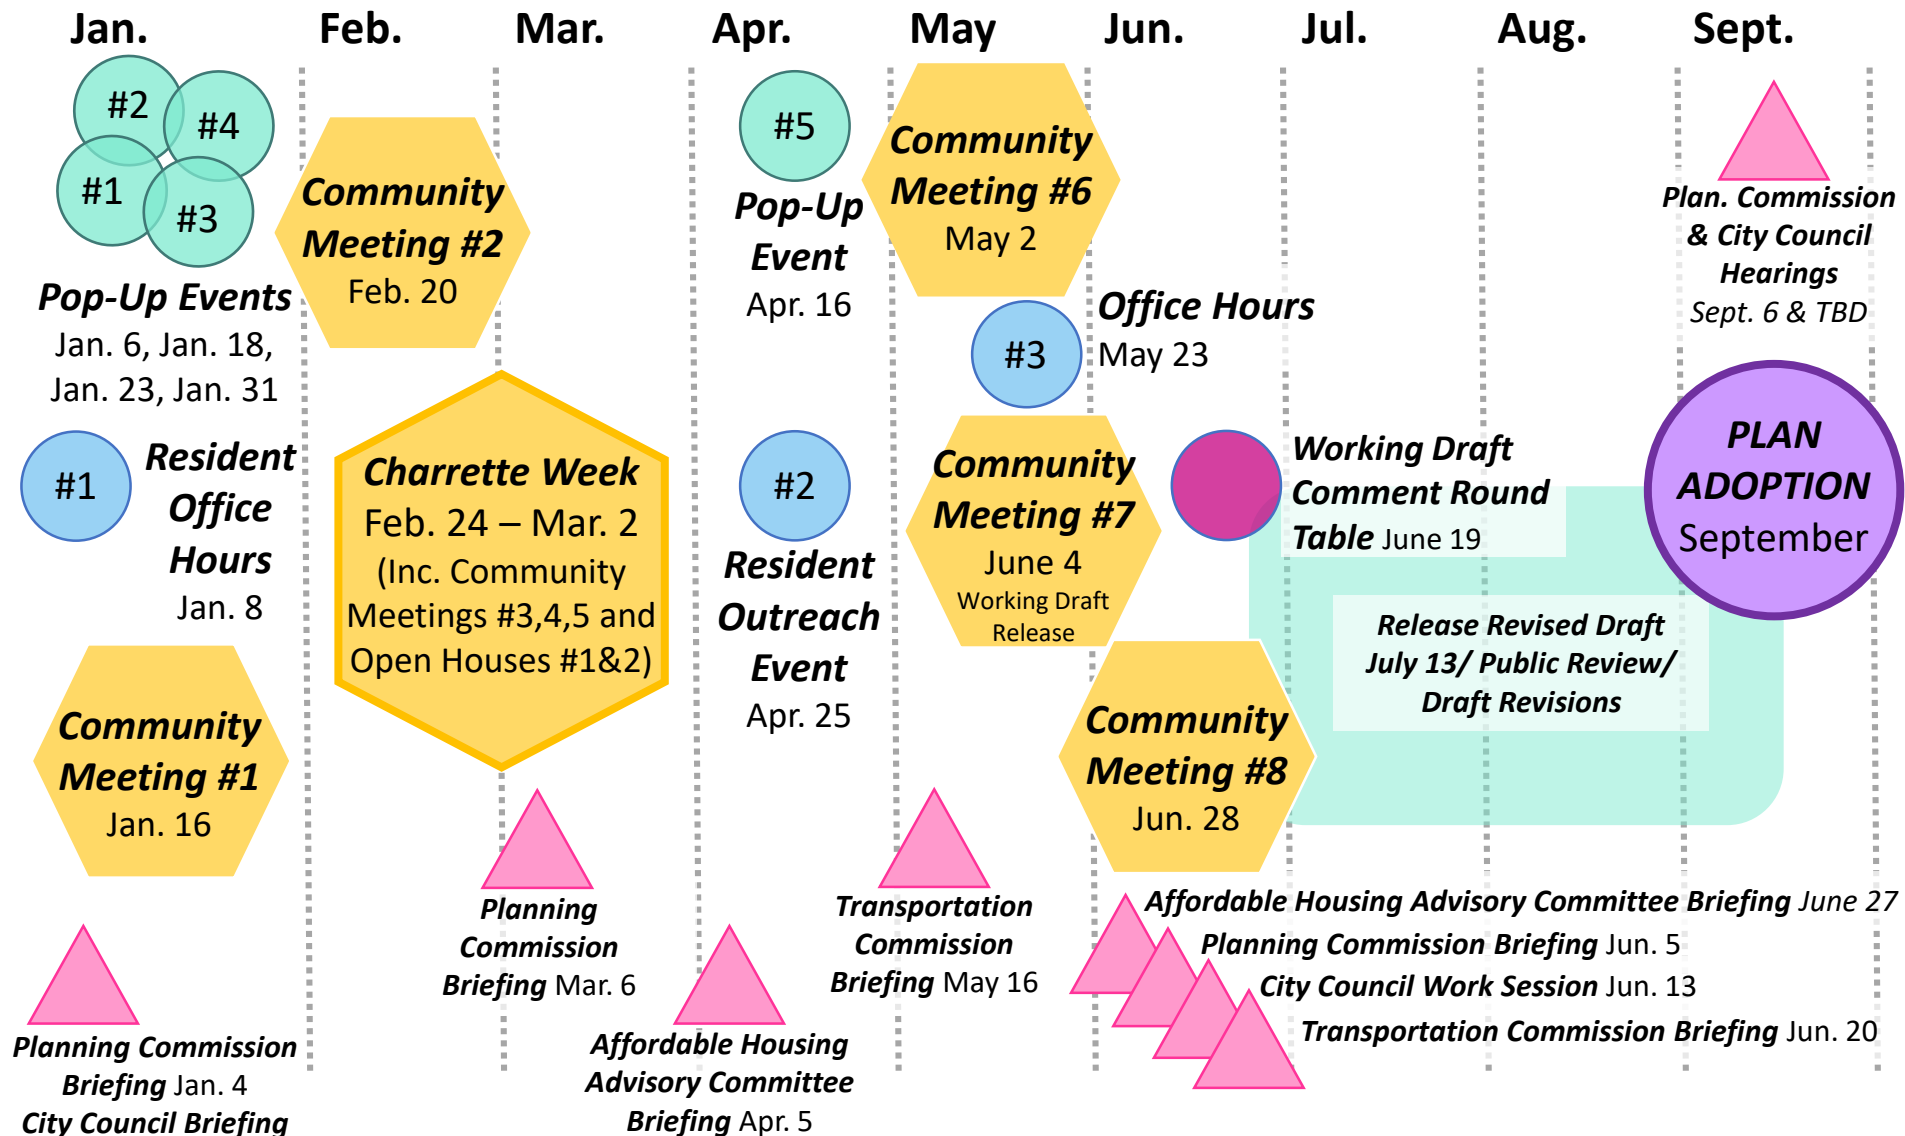 Jan. Feb. Mar. Apr. May Jun. Jul. Aug. Sept.
#2
#4
#1
#3
Pop-Up Events
Jan. 6, Jan. 18,
Jan. 23, Jan. 31
#1
Resident
Office
Hours
Jan. 8
Community
Meeting #1
Jan. 16
Planning Commission
Briefing Jan. 4
City Council Briefing
Community
Meeting #2
Feb. 20
Charrette Week
Feb. 24 – Mar. 2
(Inc. Community
Meetings #3,4,5 and
Open Houses #1&2)
Planning
Commission
Briefing Mar. 6
#5
Pop-Up
Event
Apr. 16
#2
Resident
Outreach
Event
Apr. 25
Affordable Housing
Advisory Committee
Briefing Apr. 5
Community
Meeting #6
May 2
#3
Office Hours
May 23
Community
Meeting #7
June 4
Working Draft
Release
Transportation
Commission
Briefing May 16
Working Draft
Comment Round
Table June 19
Community
Meeting #8
Jun. 28
Release Revised Draft
July 13/ Public Review/
Draft Revisions
Affordable Housing Advisory Committee Briefing June 27
Planning Commission Briefing Jun. 5
City Council Work Session Jun. 13
Transportation Commission Briefing Jun. 20
Plan. Commission
& City Council
Hearings
Sept. 6 & TBD
PLAN
ADOPTION
September